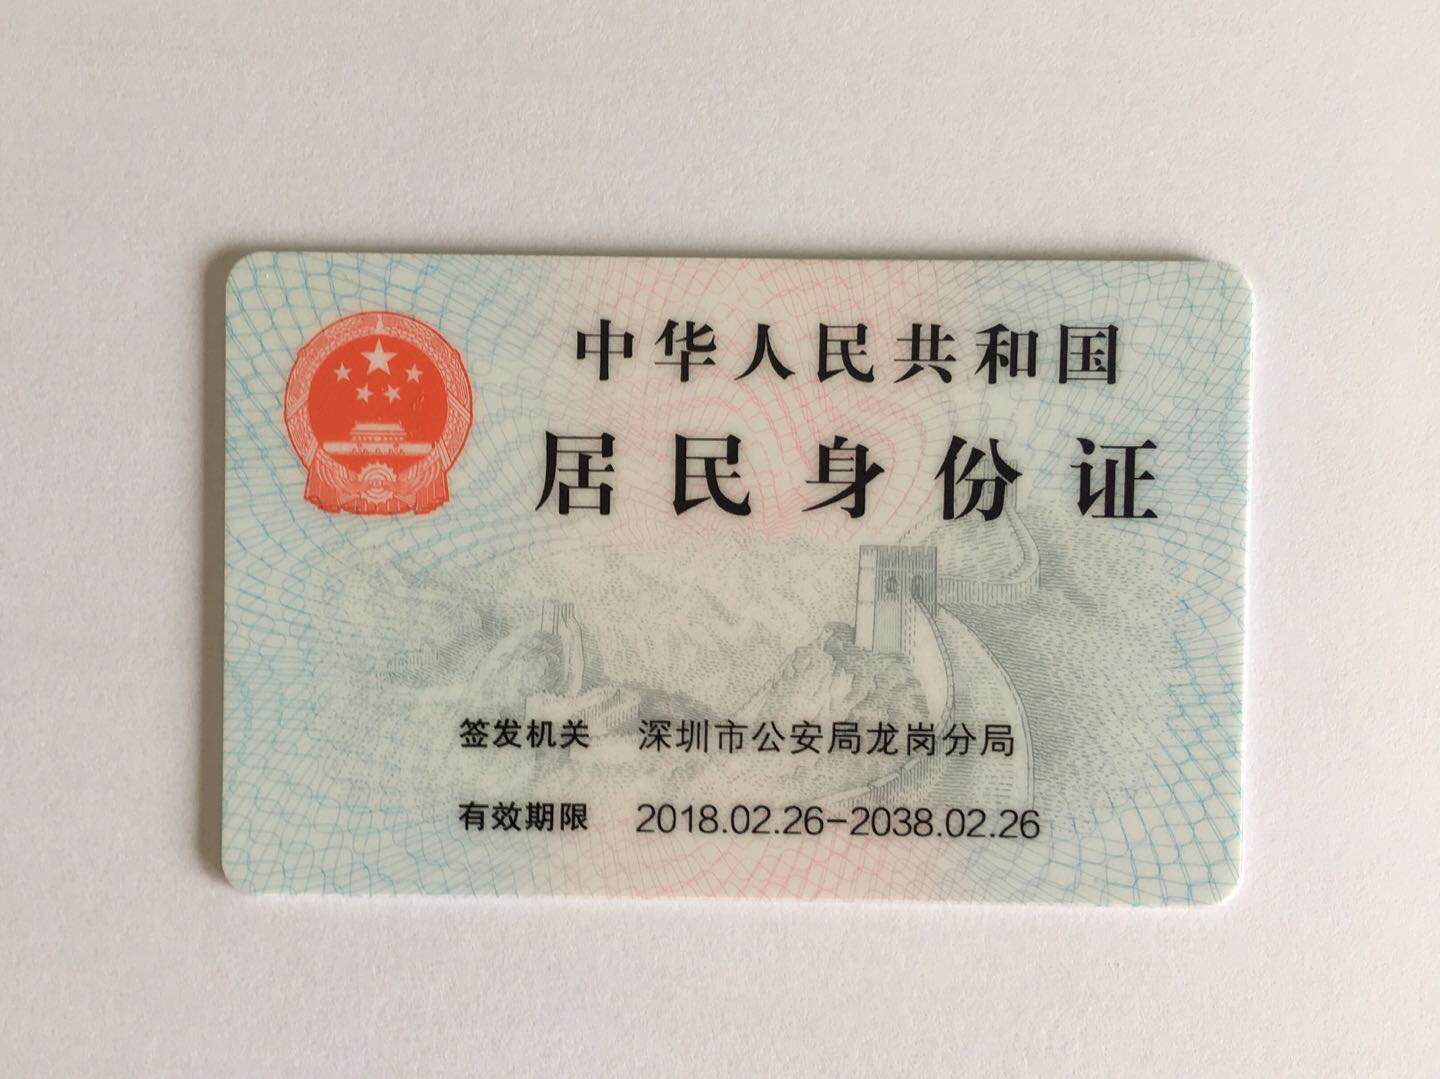 中华人民共和国
居民身份证
签发机关 深圳市公安局龙岗分局
有效期限 2018.02.26-2038.02.26